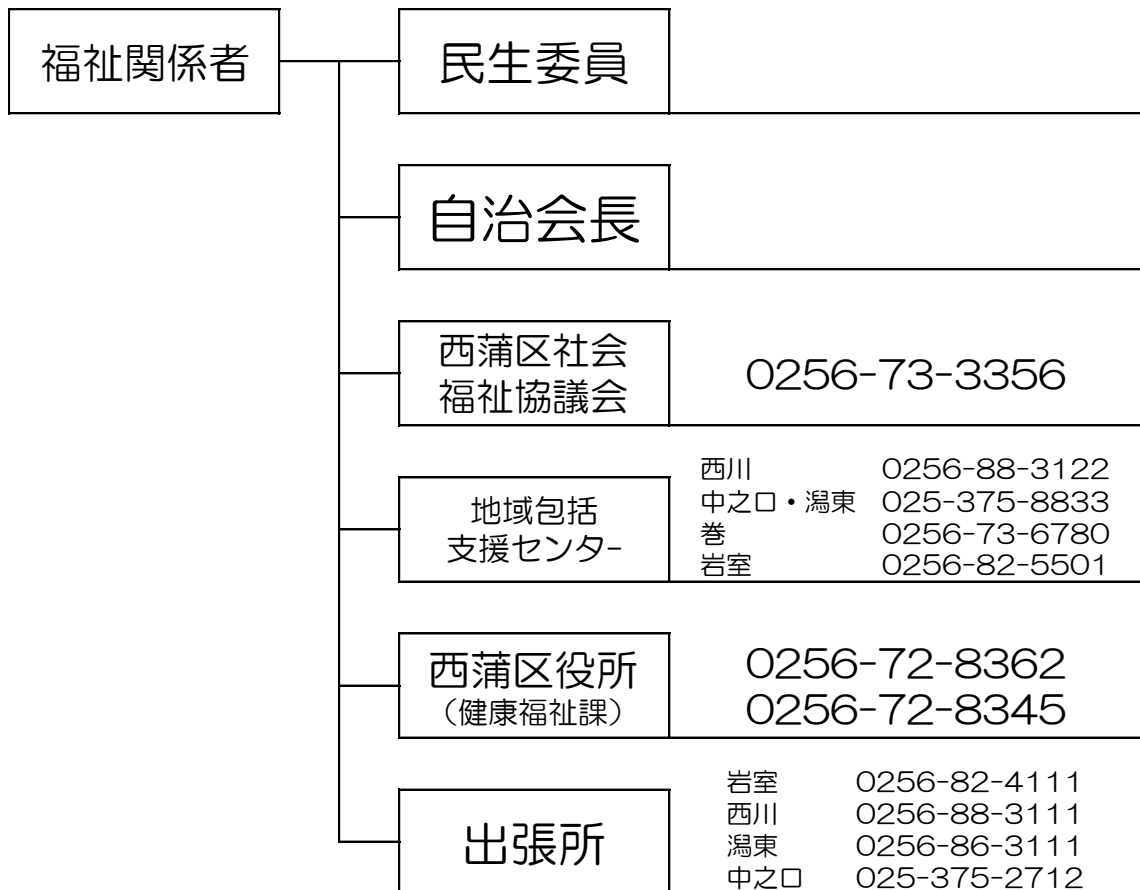 福祉関係者
民生委員
自治会長
西蒲区社会
福祉協議会
0256-73-3356
地域包括
支援センター
西川 0256-88-3122
中之口・潟東 025-375-8833
巻 0256-73-6780
岩室 0256-82-5501
西蒲区役所
（健康福祉課）
0256-72-8362
0256-72-8345
出張所
岩室 0256-82-4111
西川 0256-88-3111
潟東 0256-86-3111
中之口 025-375-2712